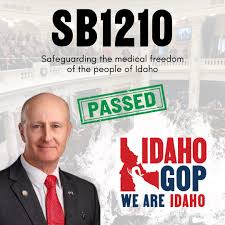 SB1210
Safeguarding the medical freedom
of the people of Idaho
PASSED
IDAHO
GOP
WE ARE IDAHO